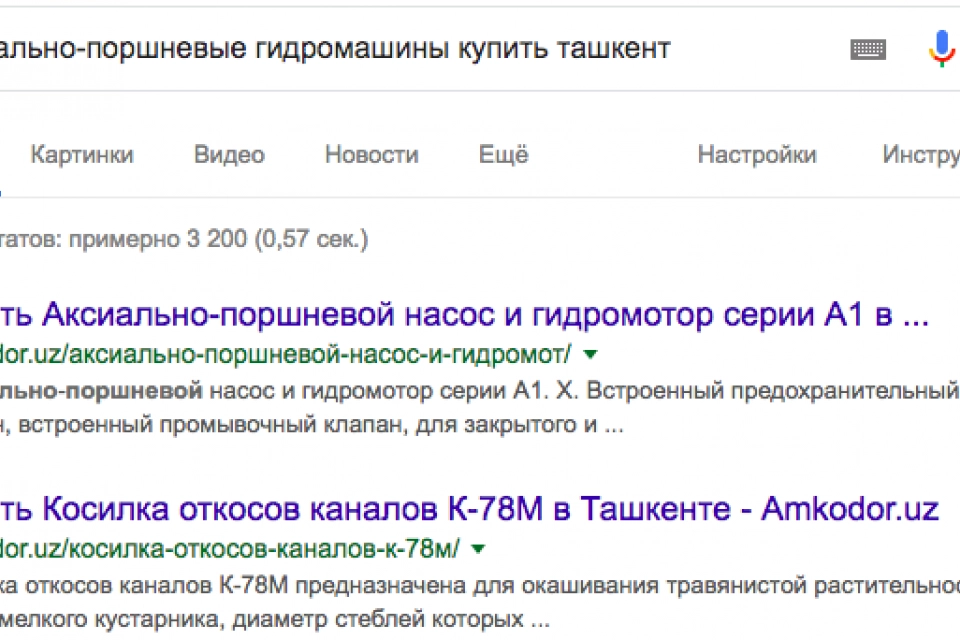 ально-поршневые гидромашины купить ташкент
Картинки Видео Новости Ещё Настройки Инстру
татов: примерно 3 200 (0,57 сек.)
ть Аксиально-поршневой насос и гидромотор серии А1 в ...
dor.uz/аксиально-поршневой-насос-и-гидромот/
льно-поршневой насос и гидромотор серии А1. Х. Встроенный предохранительный
н, встроенный промывочный клапан, для закрытого и ...
ть Косилка откосов каналов К-78М в Ташкенте - Amkodor.uz
dor.uz/косилка-откосов-каналов-к-78м/
ка откосов каналов К-78М предназначена для окашивания травянистой растительнос
мелкого кустарника, диаметр стеблей которых ...